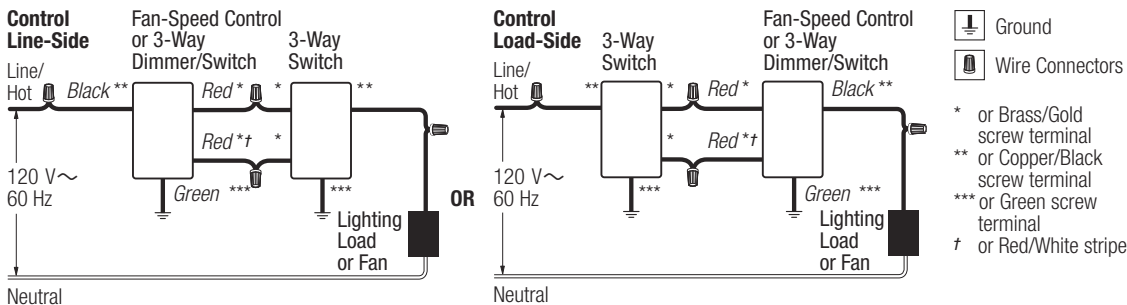 Control
Line-Side
Fan-Speed Control
or 3-Way
Dimmer/Switch
3-Way
Switch
Line/
Hot
Black **
Red *
*
**
Red *†
*
120 V~
60 Hz
Green ***
***
Lighting
Load
or Fan
Neutral
OR
Control
Load-Side
3-Way
Switch
Fan-Speed Control
or 3-Way
Dimmer/Switch
Line/
Hot
**
*
Red *
Black **
*
Red *†
120 V~
60 Hz
***
Green ***
Lighting
Load
or Fan
Neutral
Ground
Wire Connectors
* or Brass/Gold
screw terminal
** or Copper/Black
screw terminal
*** or Green screw
terminal
† or Red/White stripe